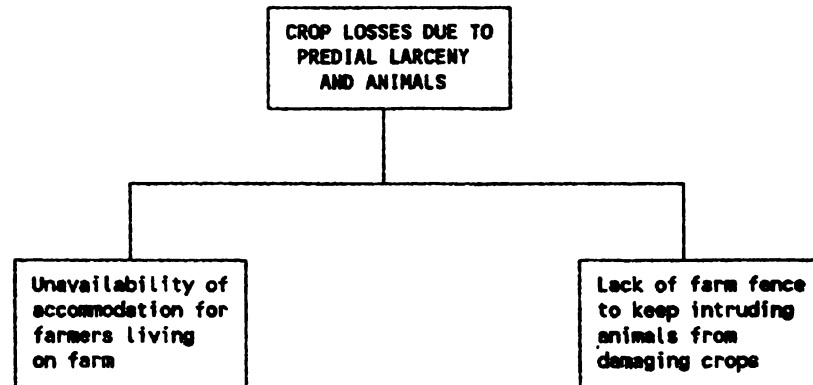 CROP LOSSES DUE TO
PREDIAL LARCENY
AND ANIMALS
Unavailability of
accommodation for
farmers living
on farm
Lack of farm fence
to keep intruding
animals from
damaging crops